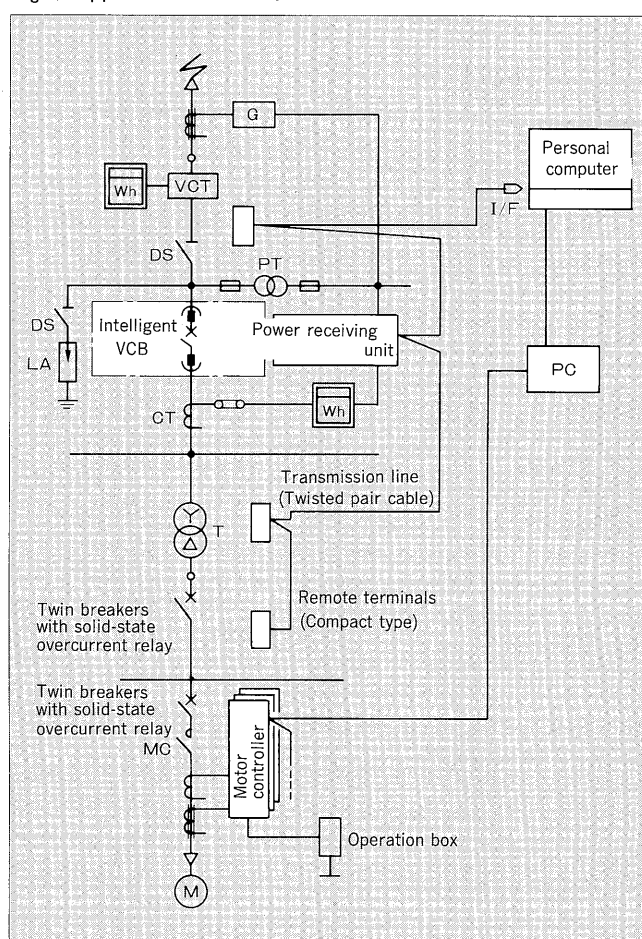 G
Personal
computer
Wh
VCT
I/F
DS
PT
DS
Intelligent
VCB
Power receiving
unit
LA
PC
CT
Wh
Transmission line
(Twisted pair cable)
T
Remote terminals
(Compact type)
Twin breakers
with solid-state
overcurrent relay
Twin breakers
with solid-state
overcurrent relay
MC
Motor
controller
Operation box
M